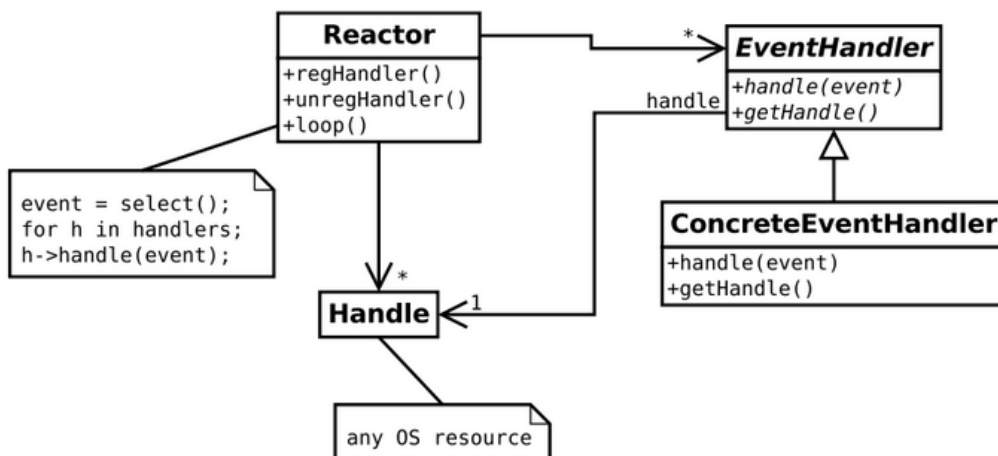 Reactor
+regHandler()
+unregHandler()
+loop()
*
EventHandler
+handle(event)
+getHandle()
handle
event = select();
for h in handlers;
h->handle(event);
ConcreteEventHandler
+handle(event)
+getHandle()
*
Handle
1
any OS resource